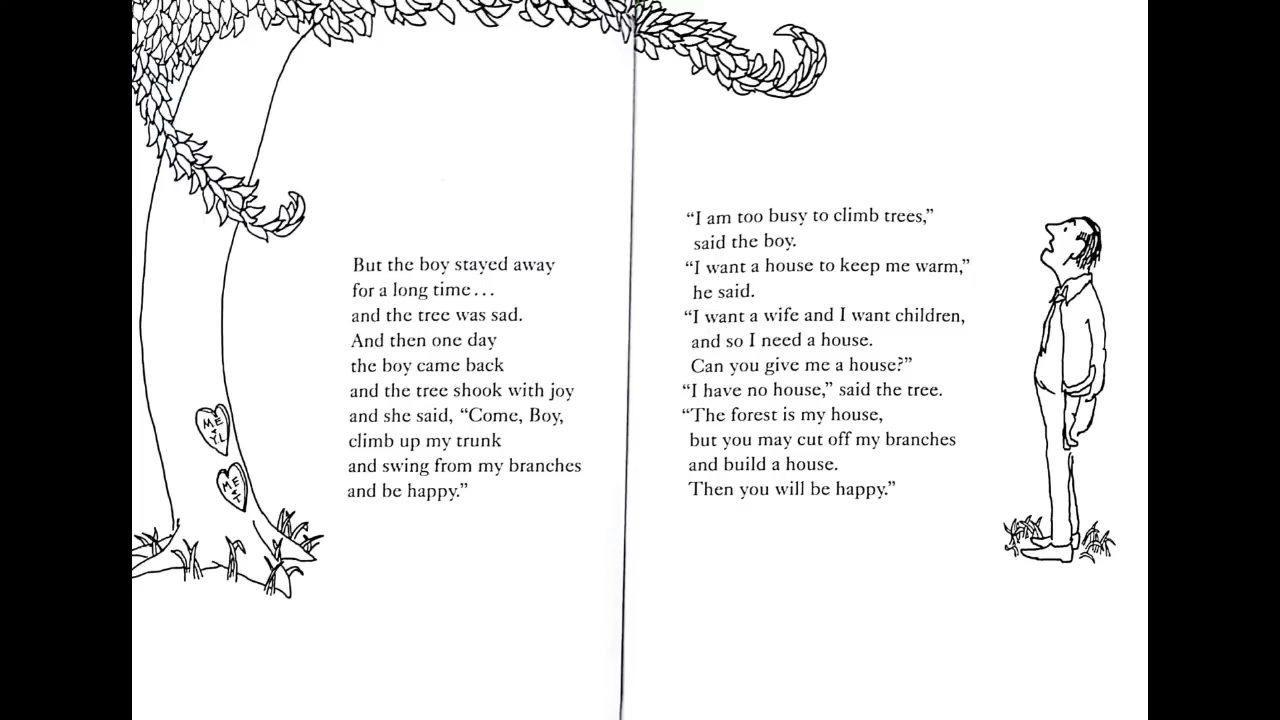 But the boy stayed away
for a long time...
and the tree was sad.
And then one day
the boy came back
and the tree shook with joy
and she said, “Come, Boy,
climb up my trunk
and swing from my branches
and be happy.”
“I am too busy to climb trees,”
said the boy.
“I want a house to keep me warm,”
he said.
“I want a wife and I want children,
and so I need a house.
Can you give me a house?”
“I have no house,” said the tree.
“The forest is my house,
but you may cut off my branches
and build a house.
Then you will be happy.”
M.E.
+
Y.L.
M.E.
+
T.